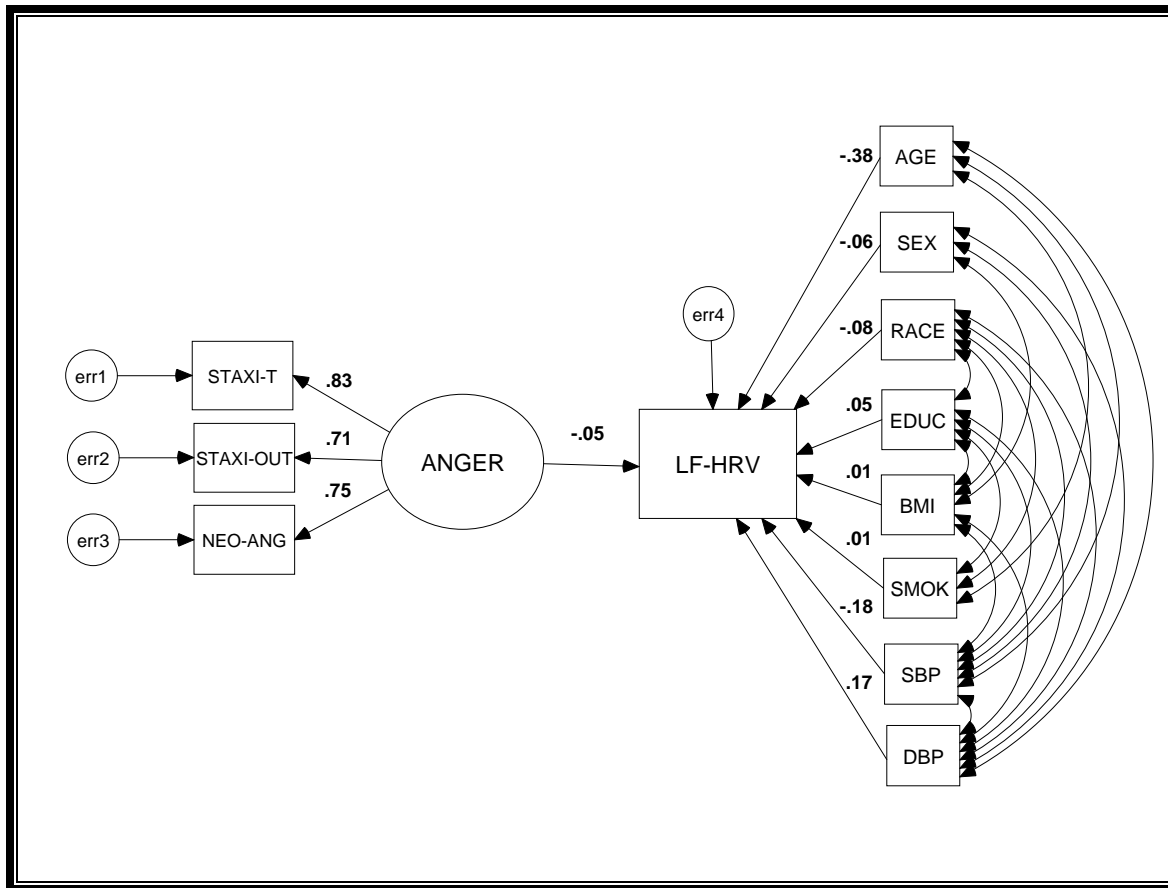 err1
STAXI-T
.83
err2
STAXI-OUT
.71
err3
NEO-ANG
.75
ANGER
-.05
err4
LF-HRV
-.38
AGE
-.06
SEX
-.08
RACE
.05
EDUC
.01
BMI
.01
SMOK
-.18
SBP
.17
DBP